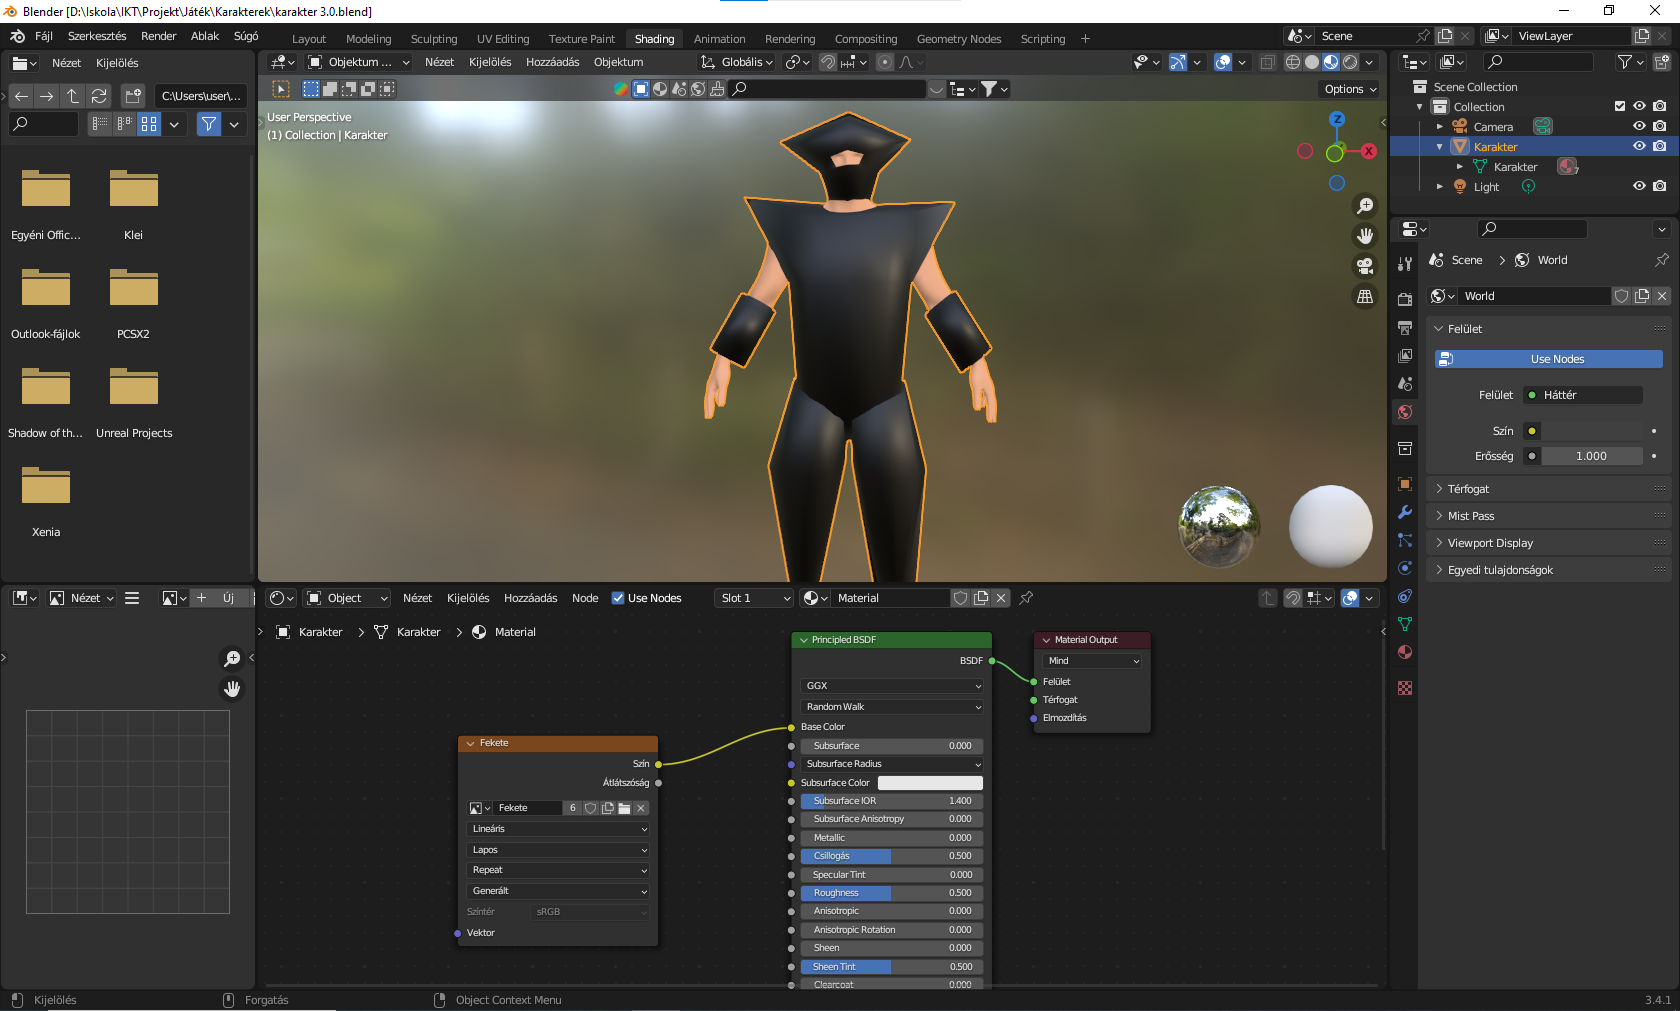 Blender [D:\Iskola\IKT\Projekt\Játék\Karakterek\karakter 3.0.blend]
Fájl Szerkesztés Render Ablak Súgó
Layout Modeling Sculpting UV Editing Texture Paint Shading Animation Rendering Compositing Geometry Nodes Scripting +
Scene ViewLayer
Nézet Kijelölés
Objektum ... Nézet Kijelölés Hozzáadás Objektum Globális
C:\Users\user\...
Options
Egyéni Offic... Klei
Outlook-fájlok PCSX2
Shadow of th... Unreal Projects
Xenia
User Perspective
(1) Collection | Karakter
Z
X
Scene Collection
Collection
Camera
Karakter
Karakter 7
Light
Scene > World
World
Felület
Use Nodes
Felület Háttér
Szín
Erősség 1.000
Térfogat
Mist Pass
Viewport Display
Egyedi tulajdonságok
Nézet + Új
Object Nézet Kijelölés Hozzáadás Node Use Nodes Slot 1 Material
Karakter > Karakter > Material
Principled BSDF
BSDF
GGX
Random Walk
Base Color
Subsurface 0.000
Subsurface Radius
Subsurface Color
Subsurface IOR 1.400
Subsurface Anisotropy 0.000
Metallic 0.000
Csillogás 0.500
Specular Tint 0.000
Roughness 0.500
Anisotropic 0.000
Anisotropic Rotation 0.000
Sheen 0.000
Sheen Tint 0.500
Clearcoat 0.000
Material Output
Mind
Felület
Térfogat
Elmozdítás
Fekete
Szín
Átlátszóság
Fekete 6
Lineáris
Lapos
Repeat
Generált
Színtér sRGB
Vektor
Kijelölés Forgatás Object Context Menu 3.4.1